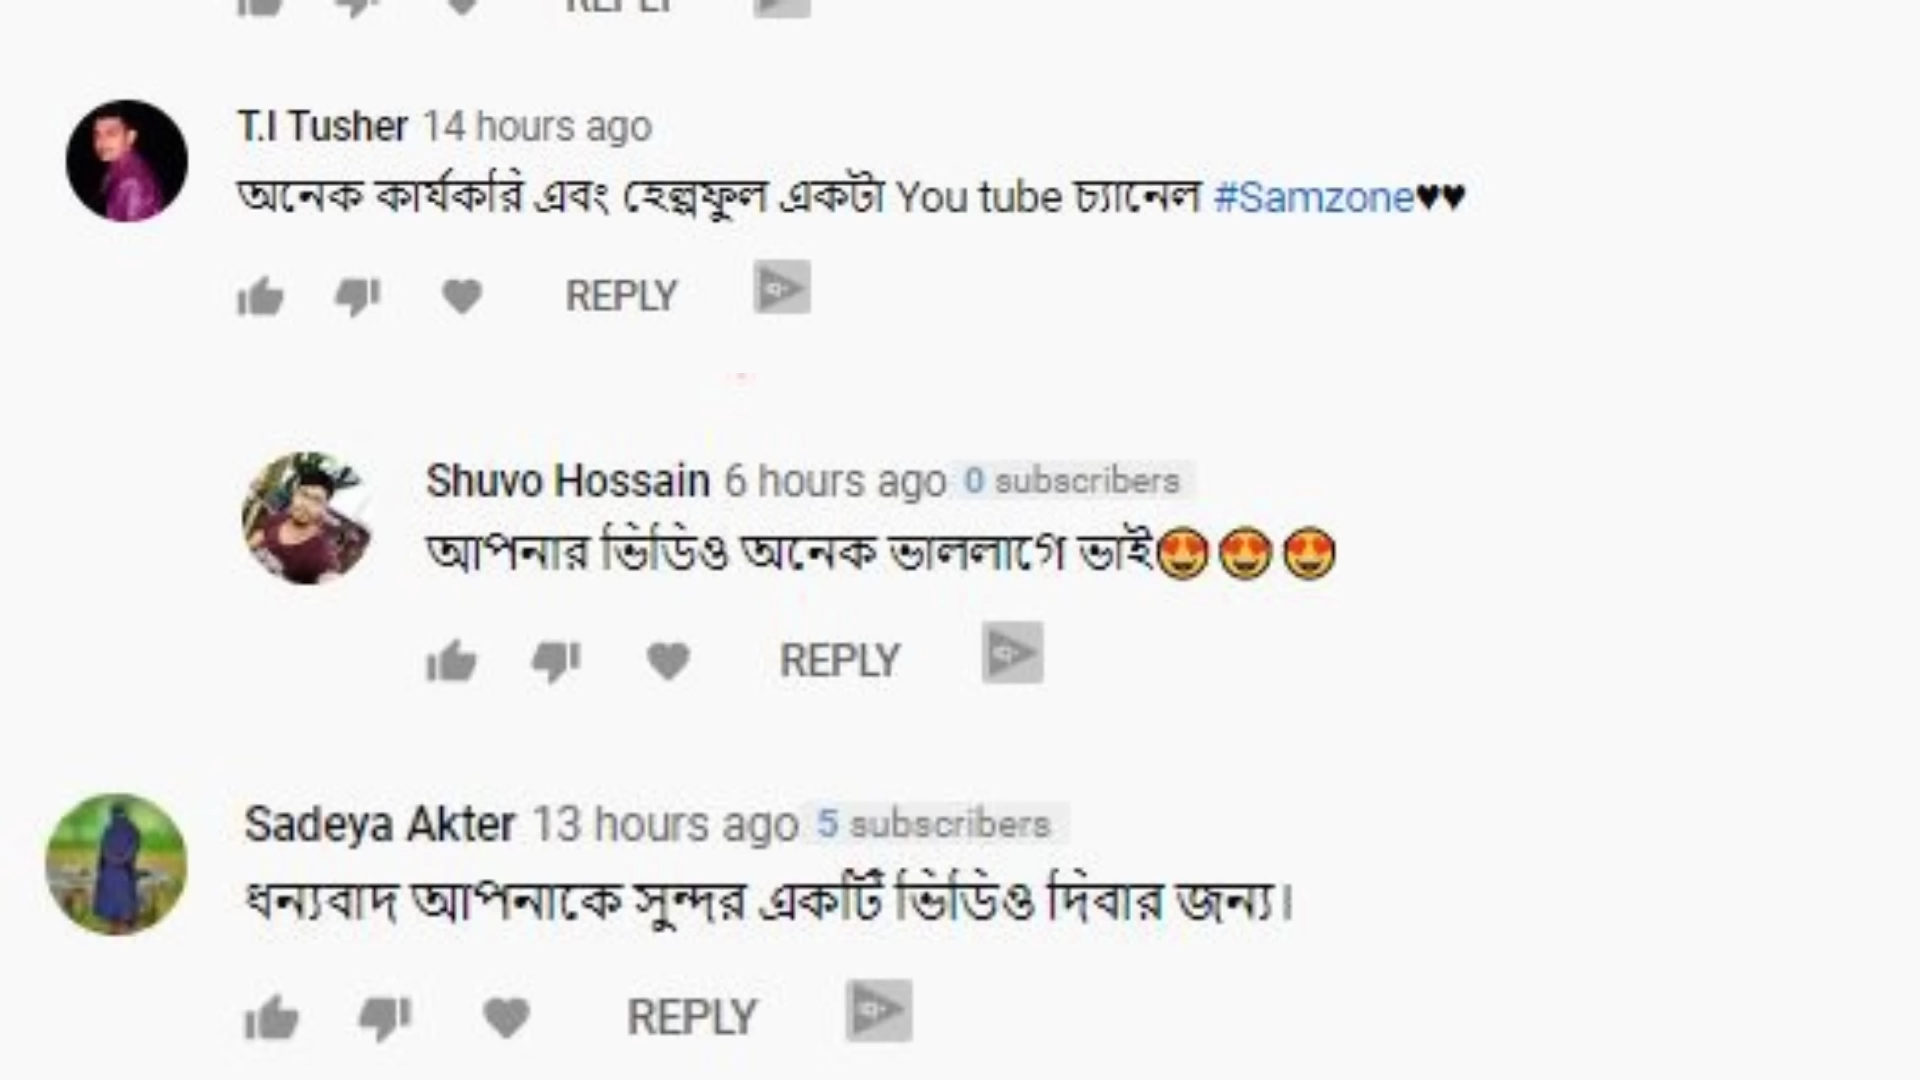 REPLY
T.I Tusher 14 hours ago
অনেক কার্যকরি এবং হেল্পফুল একটা You tube চ্যানেল #Samzone♥♥
REPLY
Shuvo Hossain 6 hours ago 0 subscribers
আপনার ভিডিও অনেক ভাললাগে ভাই😍😍😍
REPLY
Sadeya Akter 13 hours ago 5 subscribers
ধন্যবাদ আপনাকে সুন্দর একটি ভিডিও দিবার জন্য।
REPLY